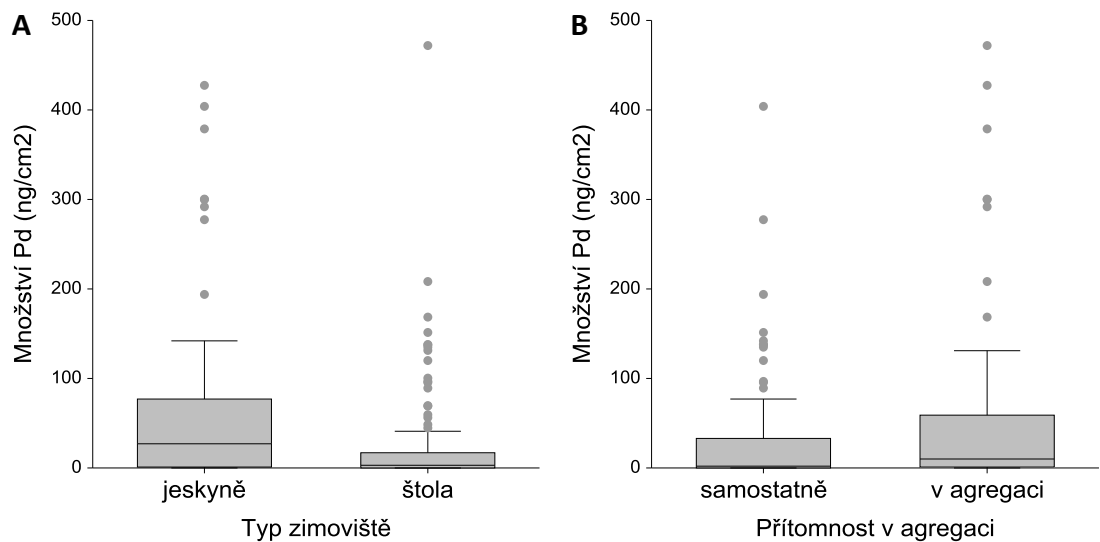 A
500
400
300
200
100
0
Množství Pd (ng/cm2)
jeskyně štola
Typ zimoviště
B
500
400
300
200
100
0
Množství Pd (ng/cm2)
samostatně v agregaci
Přítomnost v agregaci